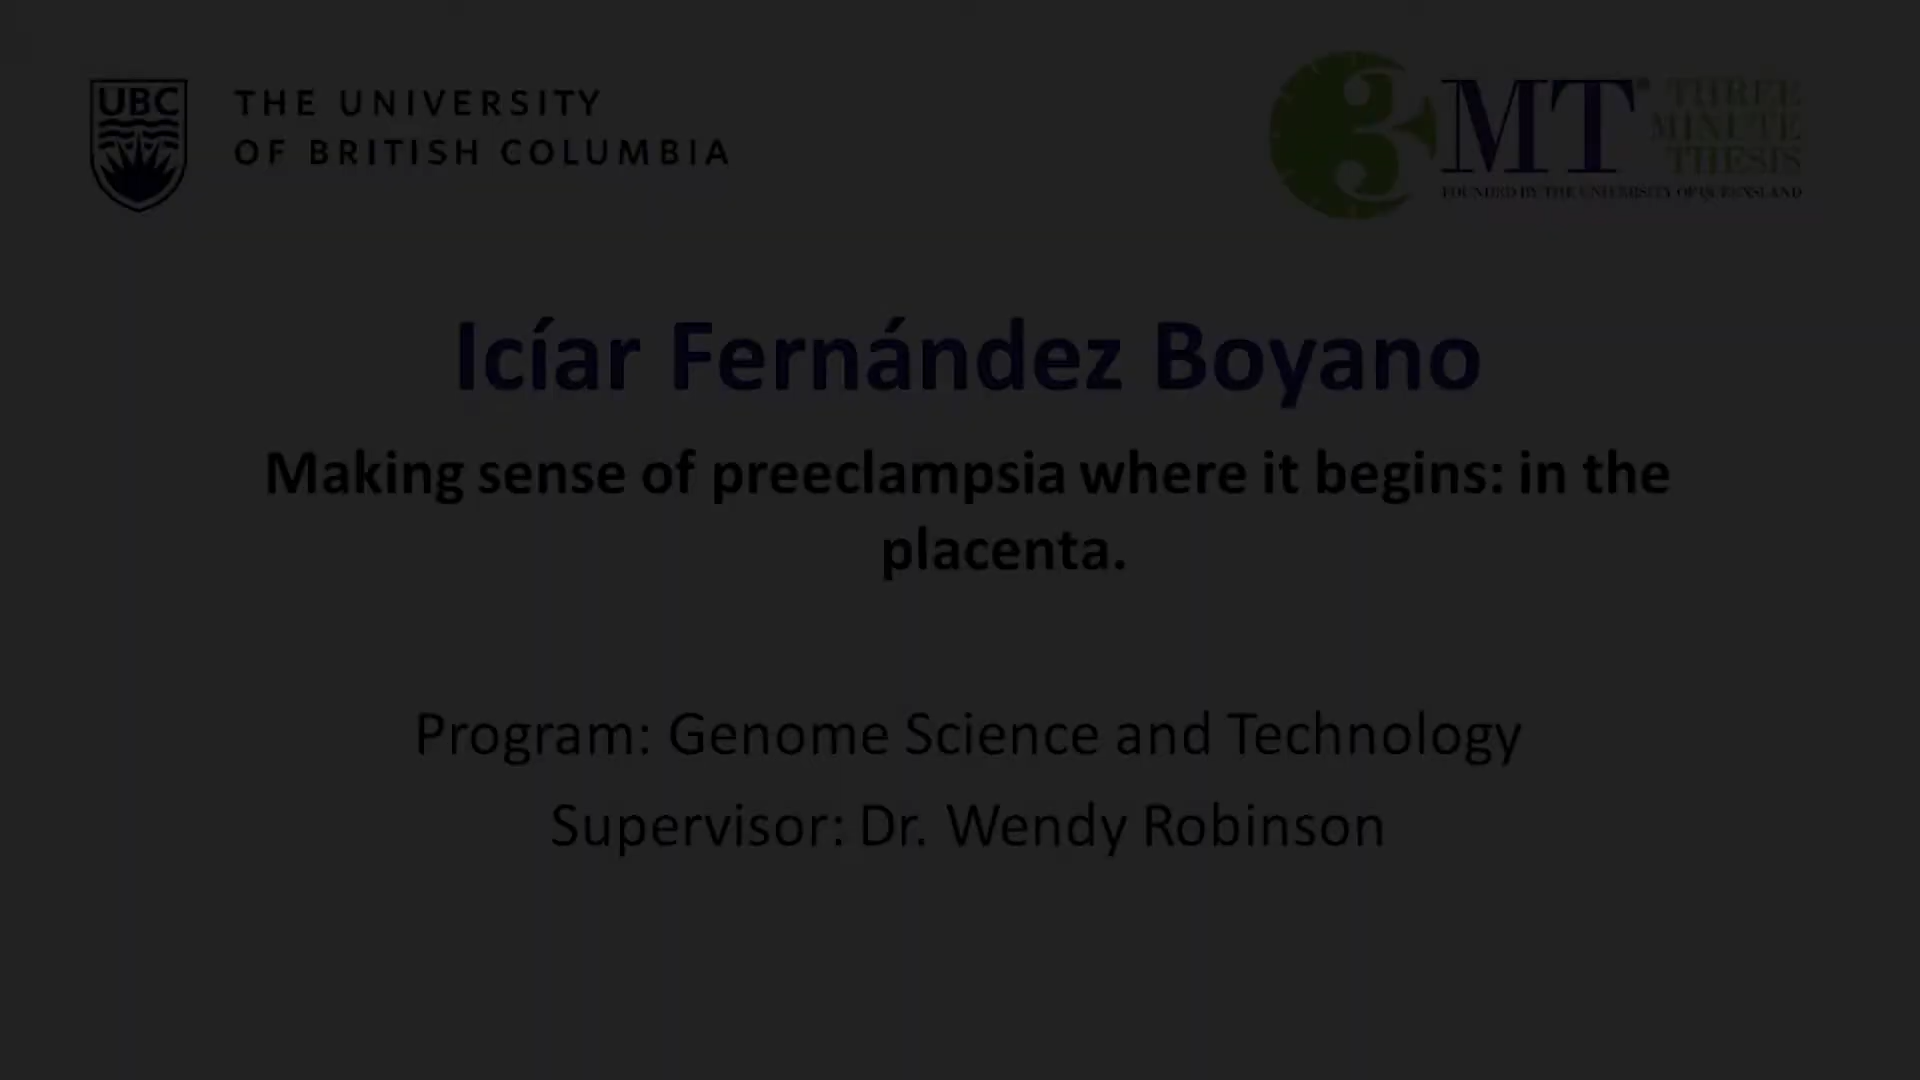 UBC
THE UNIVERSITY
OF BRITISH COLUMBIA
3MT® THREE
MINUTE
THESIS
FOUNDED BY THE UNIVERSITY OF QUEENSLAND
Icíar Fernández Boyano
Making sense of preeclampsia where it begins: in the
placenta.
Program: Genome Science and Technology
Supervisor: Dr. Wendy Robinson